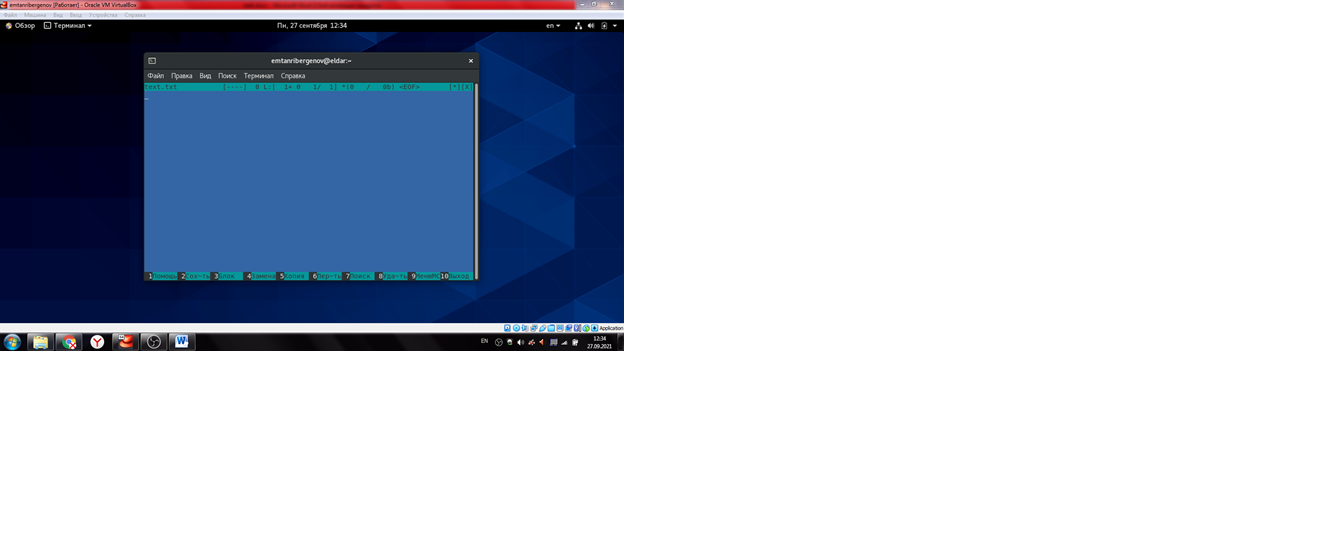 emtanribergenov [Работает] - Oracle VM VirtualBox
Файл Машина Вид Ввод Устройства Справка
Обзор Терминал Пн, 27 сентября 12:34 en
emtanribergenov@eldar:~
Файл Правка Вид Поиск Терминал Справка
text.txt [----] 0 L:[ 1+ 0 1/ 1] *(0 / 0b) <EOF> [*][X]
1Помощь 2Сох~ть 3Блок 4Замена 5Копия 6Пер~ть 7Поиск 8Уда~ть 9МенюMC 10Выход
Application
EN 12:34
27.09.2021